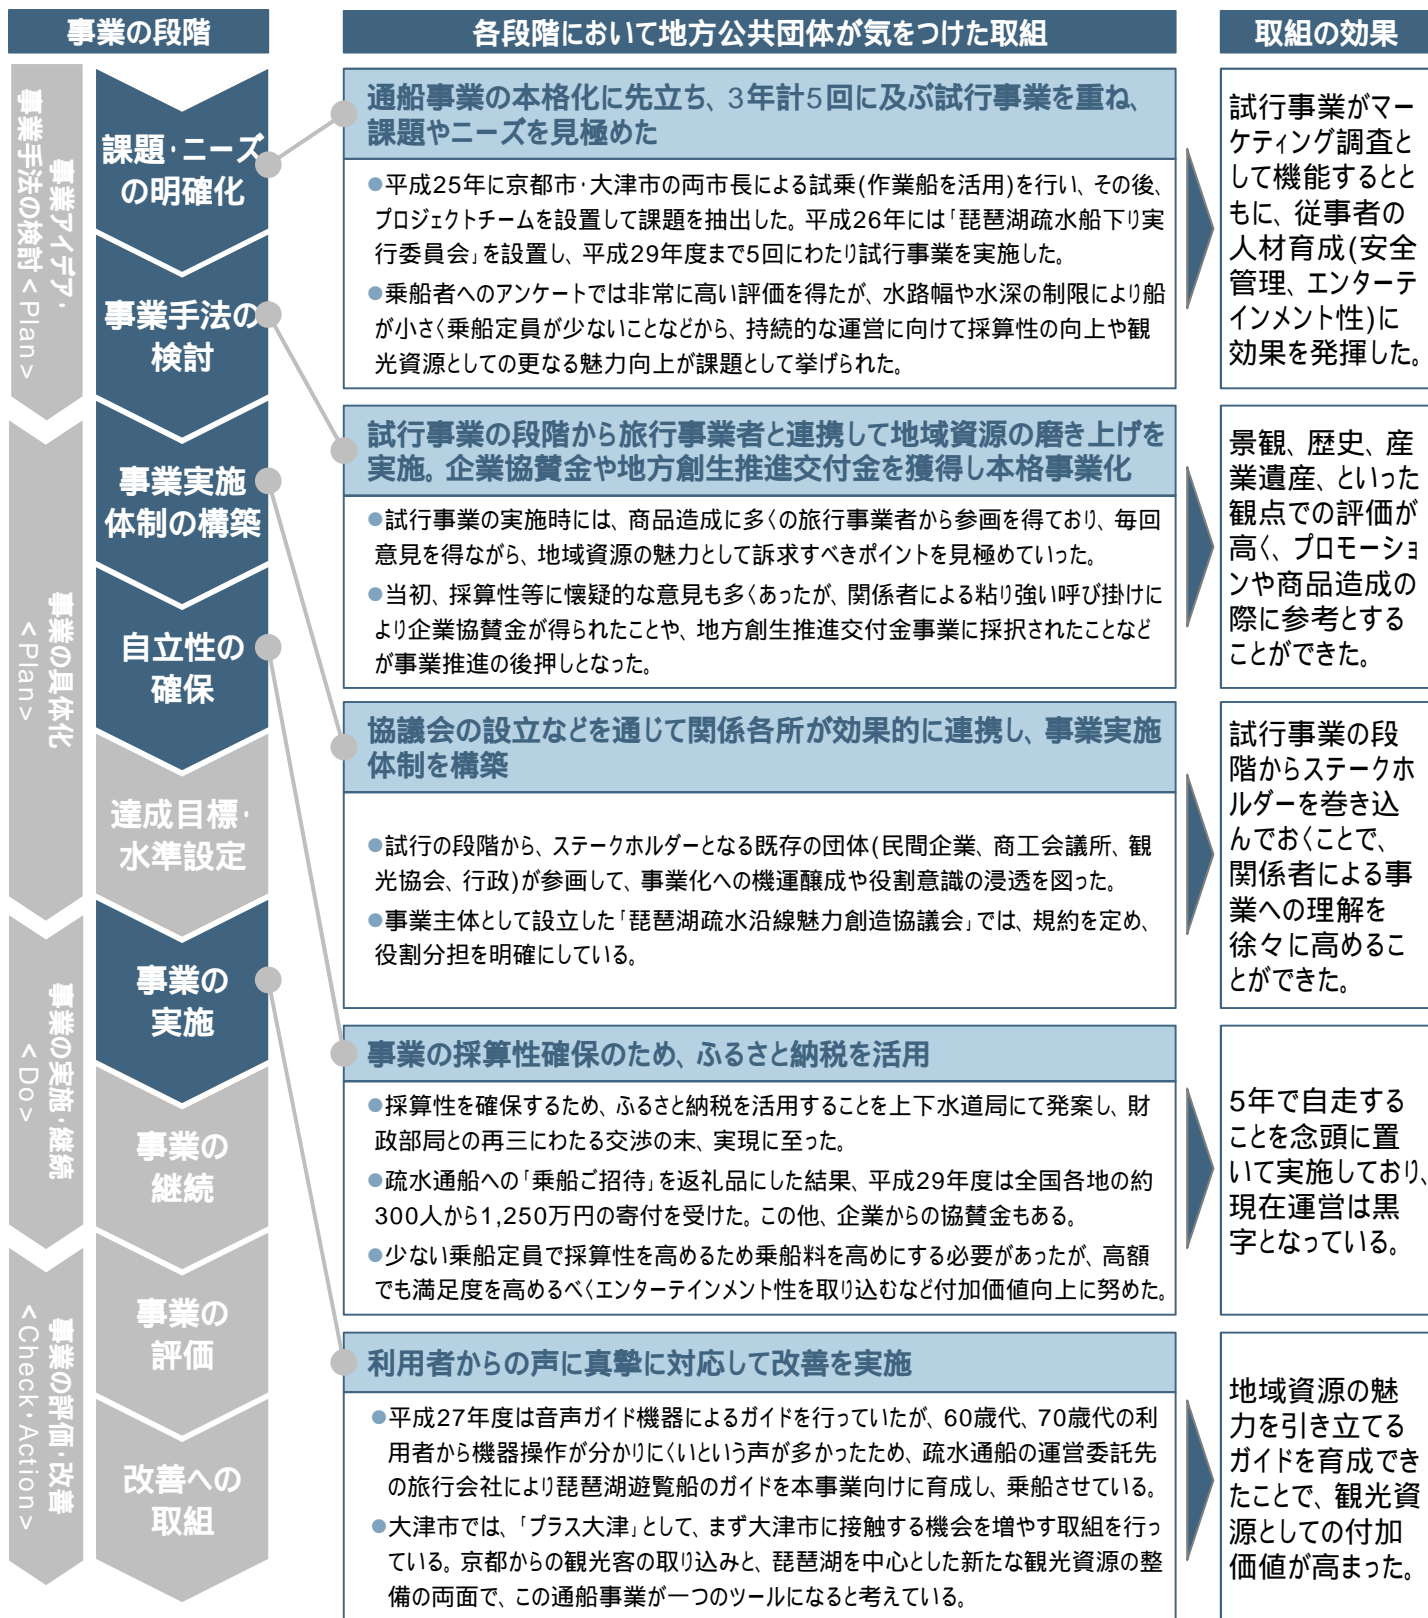 事業の段階
各段階において地方公共団体が気をつけた取組
取組の効果
事業アイデア・
事業手法の検討<Plan>
事業の具体化
<Plan>
事業の実施・継続
<Do>
事業の評価・改善
<Check・Action>
課題・ニーズ
の明確化
事業手法の
検討
事業実施
体制の構築
自立性の
確保
達成目標・
水準設定
事業の
実施
事業の
継続
事業の
評価
改善への
取組
通船事業の本格化に先立ち、3年計5回に及ぶ試行事業を重ね、
課題やニーズを見極めた
●平成25年に京都市・大津市の両市長による試乗(作業船を活用)を行い、その後、
プロジェクトチームを設置して課題を抽出した。平成26年には「琵琶湖疏水船下り実
行委員会」を設置し、平成29年度まで5回にわたり試行事業を実施した。
●乗船者へのアンケートでは非常に高い評価を得たが、水路幅や水深の制限により船
が小さく乗船定員が少ないことなどから、持続的な運営に向けて採算性の向上や観
光資源としての更なる魅力向上が課題として挙げられた。
試行事業がマー
ケティング調査と
して機能するとと
もに、従事者の
人材育成(安全
管理、エンターテ
インメント性)に
効果を発揮した。
試行事業の段階から旅行事業者と連携して地域資源の磨き上げを
実施。企業協賛金や地方創生推進交付金を獲得し本格事業化
●試行事業の実施時には、商品造成に多くの旅行事業者から参画を得ており、毎回
意見を得ながら、地域資源の魅力として訴求すべきポイントを見極めていった。
●当初、採算性等に懐疑的な意見も多くあったが、関係者による粘り強い呼び掛けに
より企業協賛金が得られたことや、地方創生推進交付金事業に採択されたことなど
が事業推進の後押しとなった。
景観、歴史、産
業遺産、といった
観点での評価が
高く、プロモーショ
ンや商品造成の
際に参考とする
ことができた。
協議会の設立などを通じて関係各所が効果的に連携し、事業実施
体制を構築
●試行の段階から、ステークホルダーとなる既存の団体(民間企業、商工会議所、観
光協会、行政)が参画して、事業化への機運醸成や役割意識の浸透を図った。
●事業主体として設立した「琵琶湖疏水沿線魅力創造協議会」では、規約を定め、
役割分担を明確にしている。
試行事業の段
階からステークホ
ルダーを巻き込
んでおくことで、
関係者による事
業への理解を
徐々に高めるこ
とができた。
事業の採算性確保のため、ふるさと納税を活用
●採算性を確保するため、ふるさと納税を活用することを上下水道局にて発案し、財
政部局との再三にわたる交渉の末、実現に至った。
●疏水通船への「乗船ご招待」を返礼品にした結果、平成29年度は全国各地の約
300人から1,250万円の寄付を受けた。この他、企業からの協賛金もある。
●少ない乗船定員で採算性を高めるため乗船料を高めにする必要があったが、高額
でも満足度を高めるべくエンターテインメント性を取り込むなど付加価値向上に努めた。
5年で自走する
ことを念頭に置
いて実施しており、
現在運営は黒
字となっている。
利用者からの声に真摯に対応して改善を実施
●平成27年度は音声ガイド機器によるガイドを行っていたが、60歳代、70歳代の利
用者から機器操作が分かりにくいという声が多かったため、疏水通船の運営委託先
の旅行会社により琵琶湖遊覧船のガイドを本事業向けに育成し、乗船させている。
●大津市では、「プラス大津」として、まず大津市に接触する機会を増やす取組を行っ
ている。京都からの観光客の取り込みと、琵琶湖を中心とした新たな観光資源の整
備の両面で、この通船事業が一つのツールになると考えている。
地域資源の魅
力を引き立てる
ガイドを育成でき
たことで、観光資
源としての付加
価値が高まった。